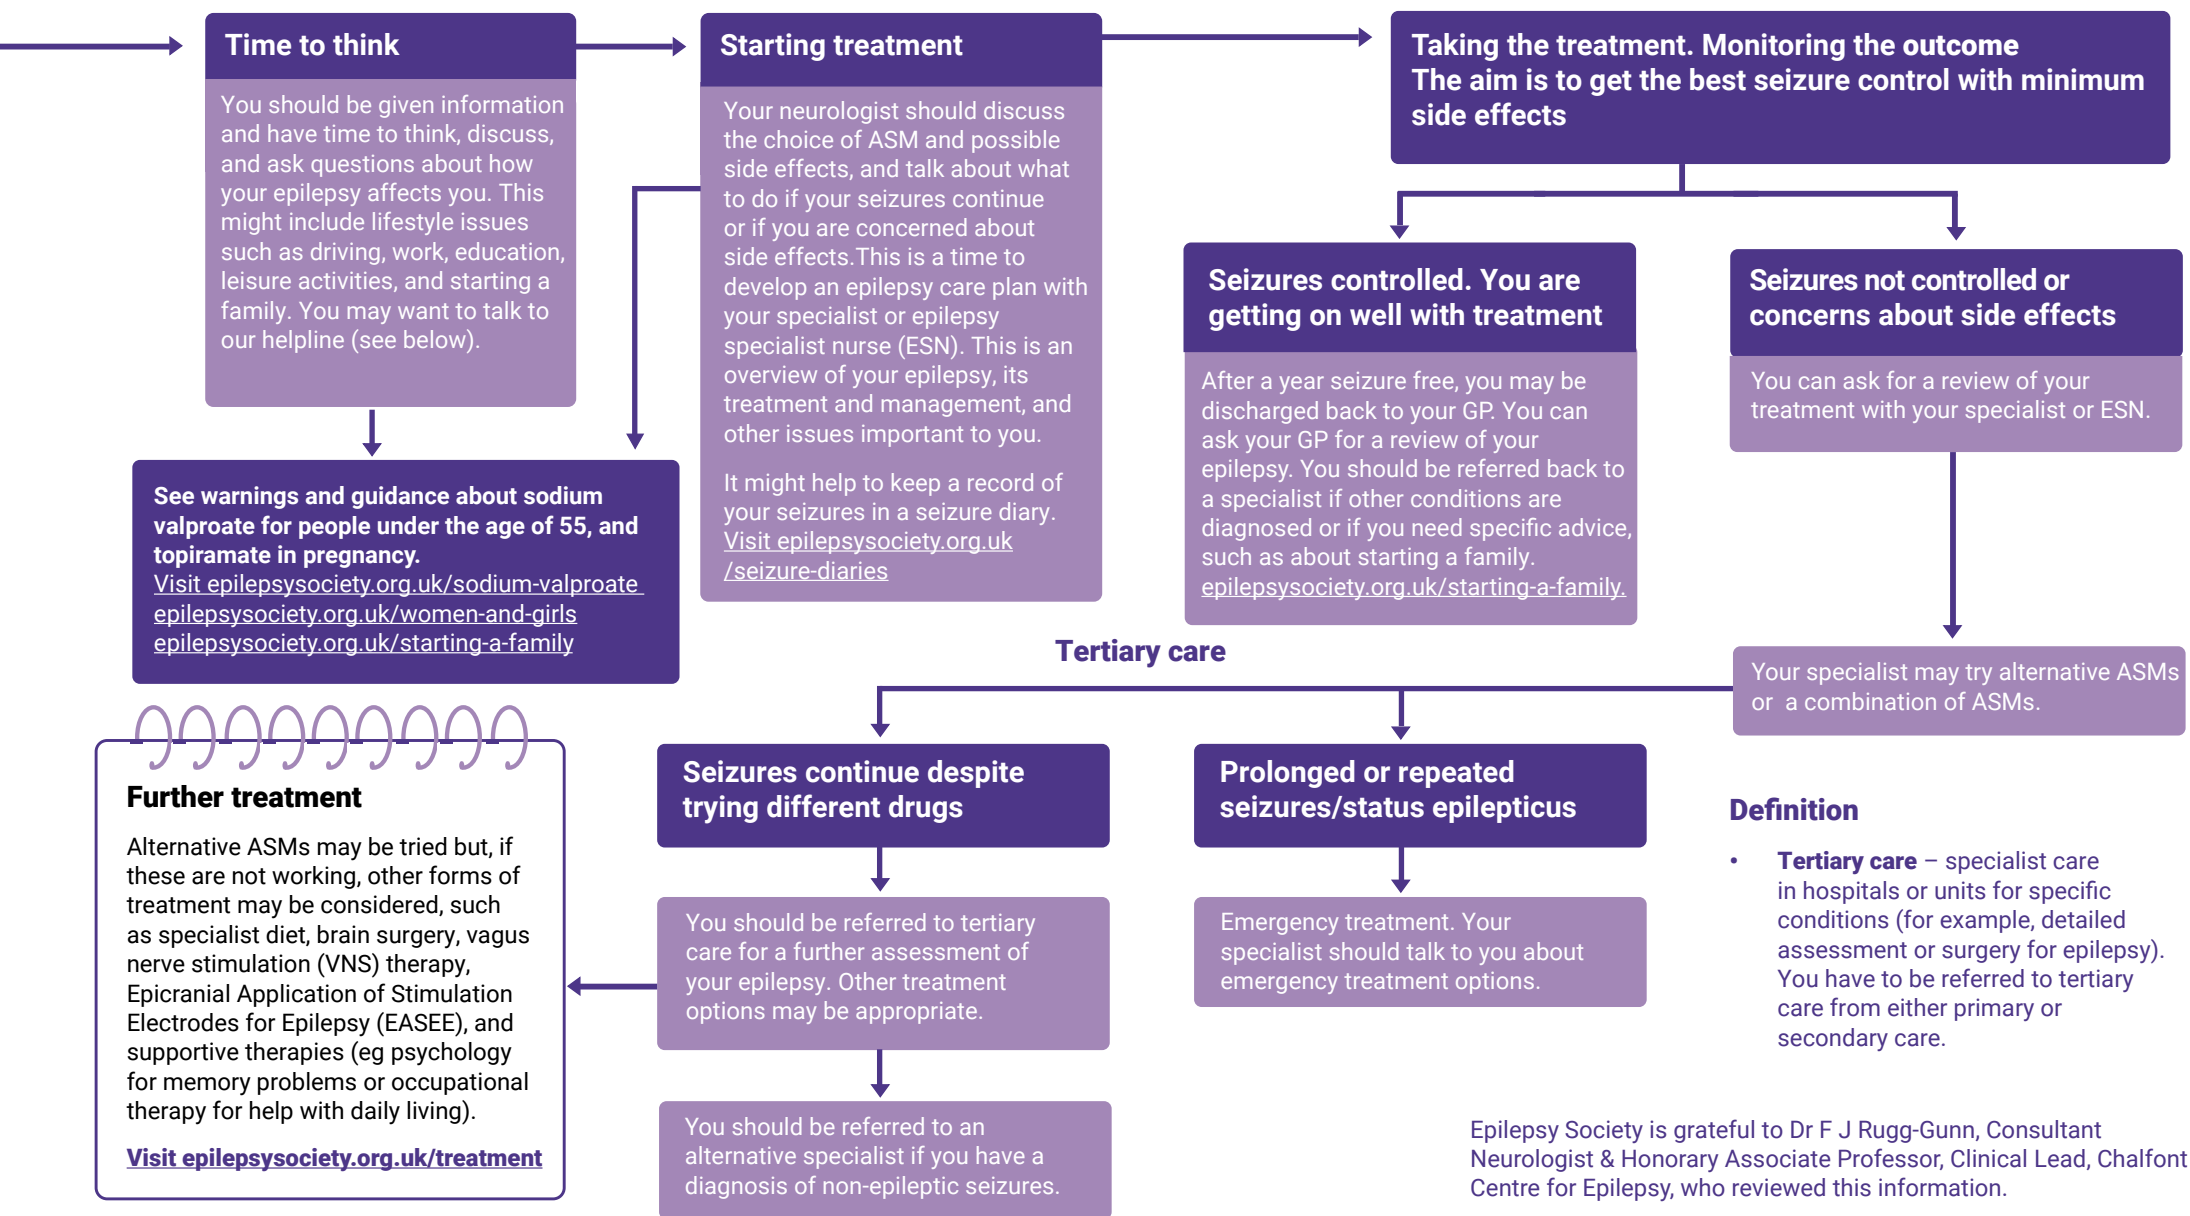 Time to think
You should be given information
and have time to think, discuss,
and ask questions about how
your epilepsy affects you. This
might include lifestyle issues
such as driving, work, education,
leisure activities, and starting a
family. You may want to talk to
our helpline (see below).
See warnings and guidance about sodium
valproate for people under the age of 55, and
topiramate in pregnancy.
Visit epilepsysociety.org.uk/sodium-valproate
epilepsysociety.org.uk/women-and-girls
epilepsysociety.org.uk/starting-a-family
Starting treatment
Your neurologist should discuss
the choice of ASM and possible
side effects, and talk about what
to do if your seizures continue
or if you are concerned about
side effects.This is a time to
develop an epilepsy care plan with
your specialist or epilepsy
specialist nurse (ESN). This is an
overview of your epilepsy, its
treatment and management, and
other issues important to you.
It might help to keep a record of
your seizures in a seizure diary.
Visit epilepsysociety.org.uk
/seizure-diaries
Taking the treatment. Monitoring the outcome
The aim is to get the best seizure control with minimum
side effects
Seizures controlled. You are
getting on well with treatment
After a year seizure free, you may be
discharged back to your GP. You can
ask your GP for a review of your
epilepsy. You should be referred back to
a specialist if other conditions are
diagnosed or if you need specific advice,
such as about starting a family.
epilepsysociety.org.uk/starting-a-family.
Seizures not controlled or
concerns about side effects
You can ask for a review of your
treatment with your specialist or ESN.
Your specialist may try alternative ASMs
or a combination of ASMs.
Tertiary care
Seizures continue despite
trying different drugs
You should be referred to tertiary
care for a further assessment of
your epilepsy. Other treatment
options may be appropriate.
You should be referred to an
alternative specialist if you have a
diagnosis of non-epileptic seizures.
Prolonged or repeated
seizures/status epilepticus
Emergency treatment. Your
specialist should talk to you about
emergency treatment options.
Further treatment
Alternative ASMs may be tried but, if
these are not working, other forms of
treatment may be considered, such
as specialist diet, brain surgery, vagus
nerve stimulation (VNS) therapy,
Epicranial Application of Stimulation
Electrodes for Epilepsy (EASEE), and
supportive therapies (eg psychology
for memory problems or occupational
therapy for help with daily living).
Visit epilepsysociety.org.uk/treatment
Definition
• Tertiary care – specialist care
in hospitals or units for specific
conditions (for example, detailed
assessment or surgery for epilepsy).
You have to be referred to tertiary
care from either primary or
secondary care.
Epilepsy Society is grateful to Dr F J Rugg-Gunn, Consultant
Neurologist & Honorary Associate Professor, Clinical Lead, Chalfont
Centre for Epilepsy, who reviewed this information.